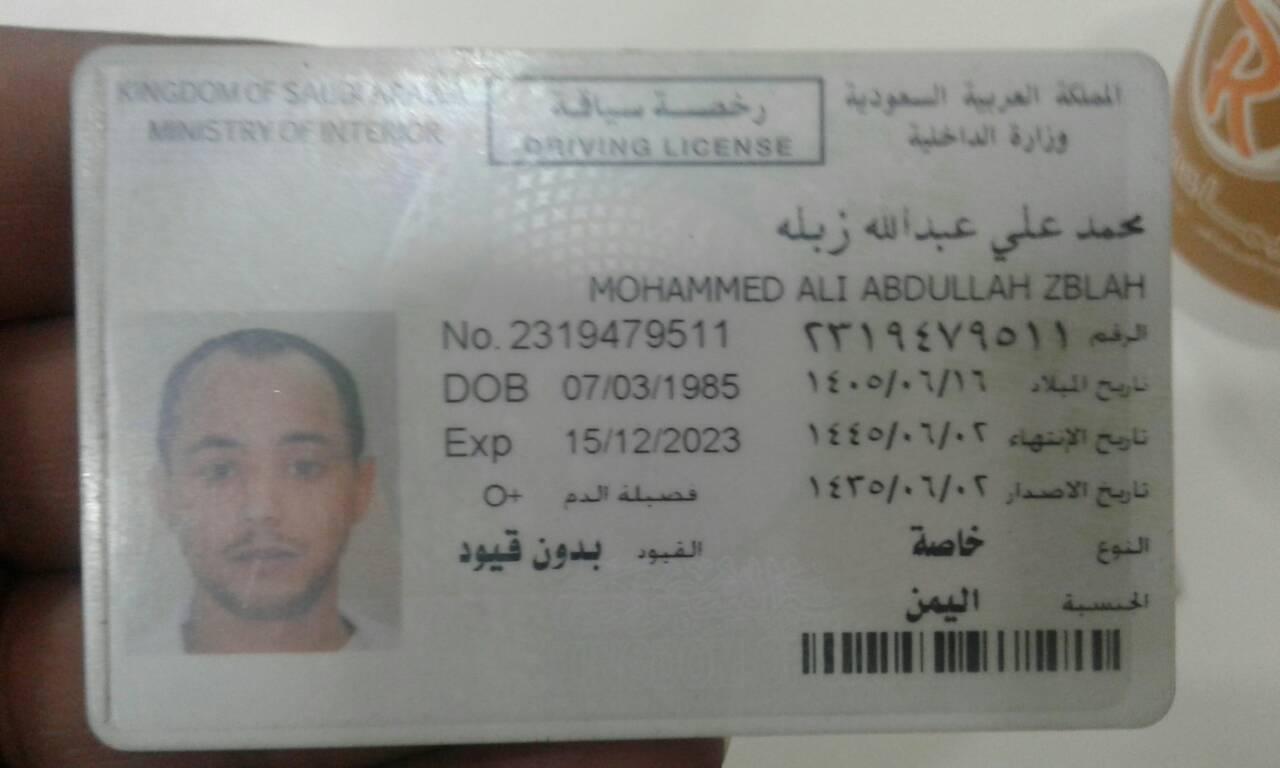 KINGDOM OF SAUDI ARABIA
MINISTRY OF INTERIOR
رخصة سياقة
DRIVING LICENSE
المملكة العربية السعودية
وزارة الداخلية
محمد علي عبدالله زبله
MOHAMMED ALI ABDULLAH ZBLAH
No. 2319479511 الرقم ٢٣١٩٤٧٩٥١١
DOB 07/03/1985 تاريخ الميلاد ١٤٠٥/٠٦/١٦
Exp 15/12/2023 تاريخ الإنتهاء ١٤٤٥/٠٦/٠٢
فصيلة الدم O+ تاريخ الاصدار ١٤٣٥/٠٦/٠٢
القيود بدون قيود النوع خاصة
الجنسية اليمن